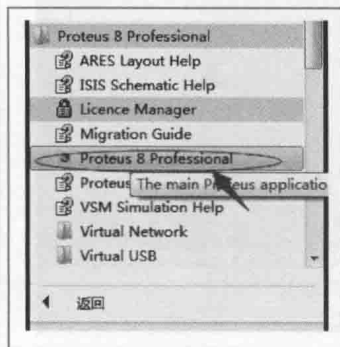 Proteus 8 Professional
ARES Layout Help
ISIS Schematic Help
Licence Manager
Migration Guide
Proteus 8 Professional
Proteus
The main Proteus applicatio
VSM Simulation Help
Virtual Network
Virtual USB
返回